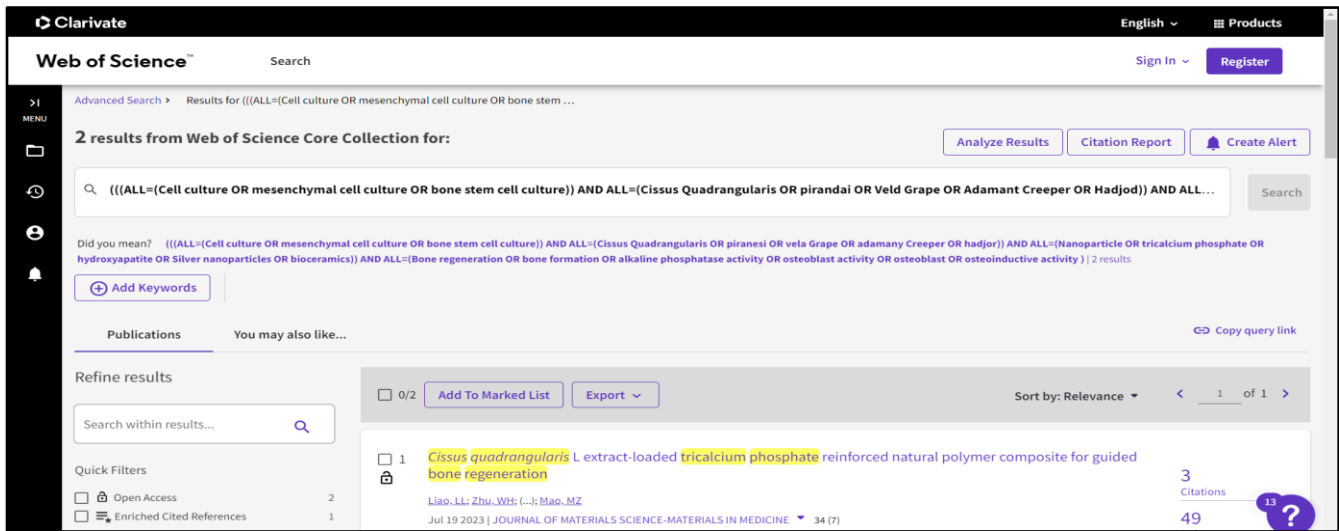 Clarivate
English
Products
Web of Science™
Search
Sign In
Register
MENU
Advanced Search > Results for (((ALL=(Cell culture OR mesenchymal cell culture OR bone stem …
2 results from Web of Science Core Collection for:
Analyze Results
Citation Report
Create Alert
(((ALL=(Cell culture OR mesenchymal cell culture OR bone stem cell culture)) AND ALL=(Cissus Quadrangularis OR pirandai OR Veld Grape OR Adamant Creeper OR Hadjod)) AND ALL...
Search
Did you mean? (((ALL=(Cell culture OR mesenchymal cell culture OR bone stem cell culture)) AND ALL=(Cissus Quadrangularis OR piranesi OR vela Grape OR adamany Creeper OR hadjor)) AND ALL=(Nanoparticle OR tricalcium phosphate OR
hydroxyapatite OR Silver nanoparticles OR bioceramics)) AND ALL=(Bone regeneration OR bone formation OR alkaline phosphatase activity OR osteoblast activity OR osteoblast OR osteoinductive activity ) | 2 results
Add Keywords
Publications
You may also like...
Copy query link
Refine results
0/2
Add To Marked List
Export
Sort by: Relevance
1 of 1
Search within results...
Quick Filters
Open Access 2
Enriched Cited References 1
1
Cissus quadrangularis L extract-loaded tricalcium phosphate reinforced natural polymer composite for guided
bone regeneration
Liao, LL; Zhu, WH; (...); Mao, MZ
Jul 19 2023 | JOURNAL OF MATERIALS SCIENCE-MATERIALS IN MEDICINE 34 (7)
3
Citations
49
13
?